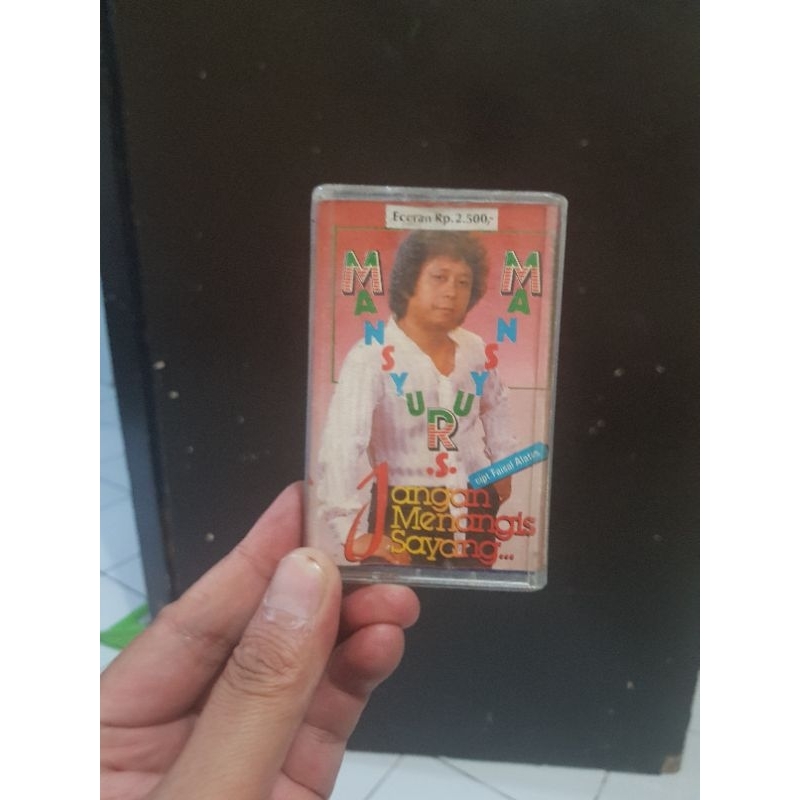 Eceran Rp. 2.500,-
MANSYUR MANSYUR
.S.
cipt Faisal Alatas
Jangan
Menangis
Sayang...